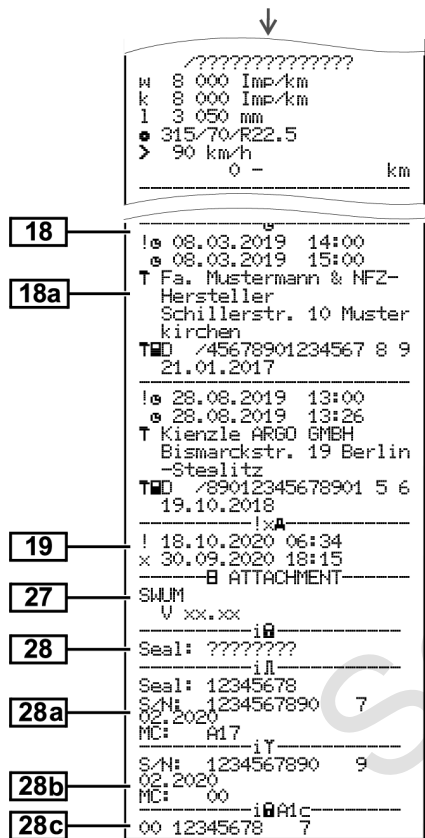 /??????????????
w 8 000 Imp/km
k 8 000 Imp/km
l 3 050 mm
315/70/R22.5
> 90 km/h
0 - km
18
! 08.03.2019 14:00
08.03.2019 15:00
18a
T Fa. Mustermann & NFZ-
Hersteller
Schillerstr. 10 Muster
kirchen
T D /45678901234567 8 9
21.01.2017
! 28.08.2019 13:00
28.08.2019 13:26
T Kienzle ARGO GMBH
Bismarckstr. 19 Berlin
-Steglitz
T D /89012345678901 5 6
19.10.2018
!x
19
! 18.10.2020 06:34
x 30.09.2020 18:15
ATTACHMENT
27
SWUM
V xx.xx
i
28
Seal: ????????
i
Seal: 12345678
28a
S/N: 1234567890 7
02.2020
MC: A17
iY
S/N: 1234567890 9
28b
02.2020
MC: 00
i A1c
28c
00 12345678 7